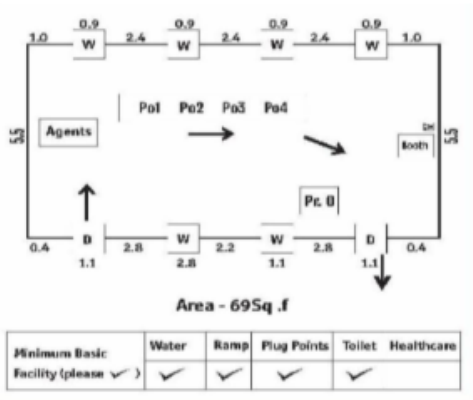 0.9 0.9 0.9 0.9
1.0 W 2.4 W 2.4 W 2.4 W 1.0
Po1 Po2 Po3 Po4
5.5 Agents Booth 5.5
Pr. O
D W W D
0.4 2.8 2.2 2.8 0.4
1.1 2.8 1.1 1.1
Area - 69Sq .f
Minimum Basic Facility (please ✓) Water Ramp Plug Points Toilet Healthcare
✓ ✓ ✓ ✓